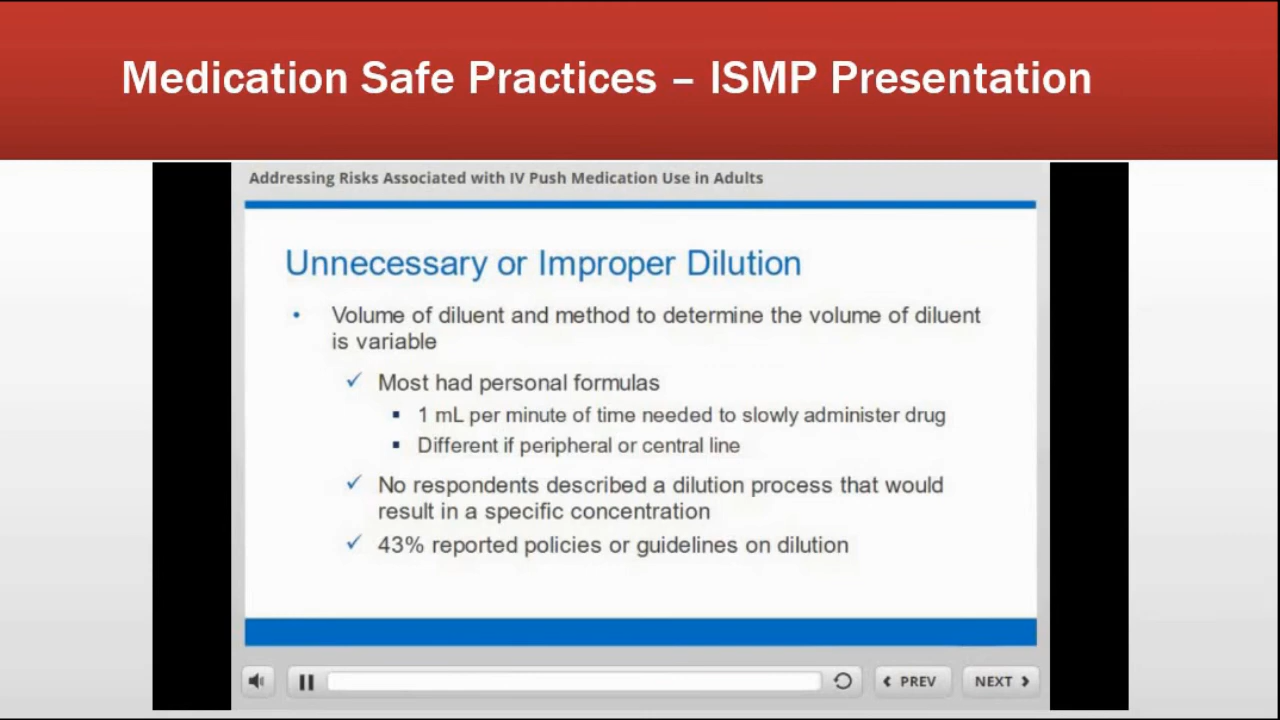 Medication Safe Practices – ISMP Presentation
Addressing Risks Associated with IV Push Medication Use in Adults
Unnecessary or Improper Dilution
• Volume of diluent and method to determine the volume of diluent
is variable
✓ Most had personal formulas
▪ 1 mL per minute of time needed to slowly administer drug
▪ Different if peripheral or central line
✓ No respondents described a dilution process that would
result in a specific concentration
✓ 43% reported policies or guidelines on dilution
PREV NEXT